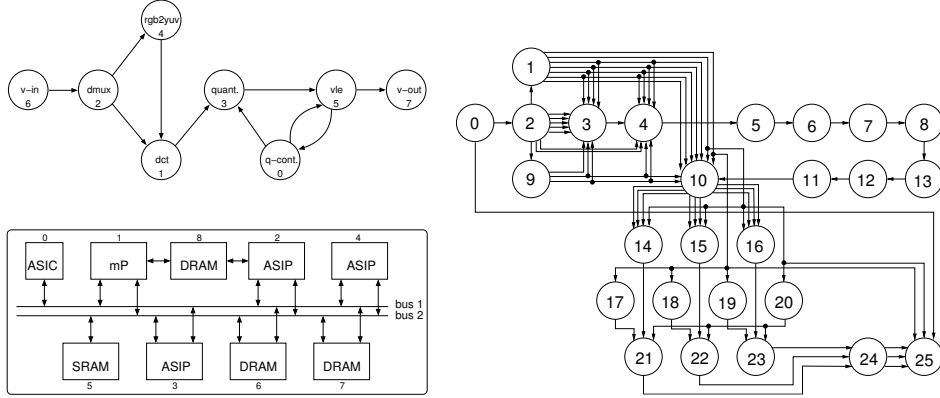 rgb2yuv
4
v-in
6
dmux
2
quant.
3
vle
5
v-out
7
dct
1
q-cont.
0
0
1
8
2
4
ASIC
mP
DRAM
ASIP
ASIP
bus 1
bus 2
SRAM
ASIP
DRAM
DRAM
5
3
6
7
1
0
2
3
4
5
6
7
8
9
10
11
12
13
14
15
16
17
18
19
20
21
22
23
24
25